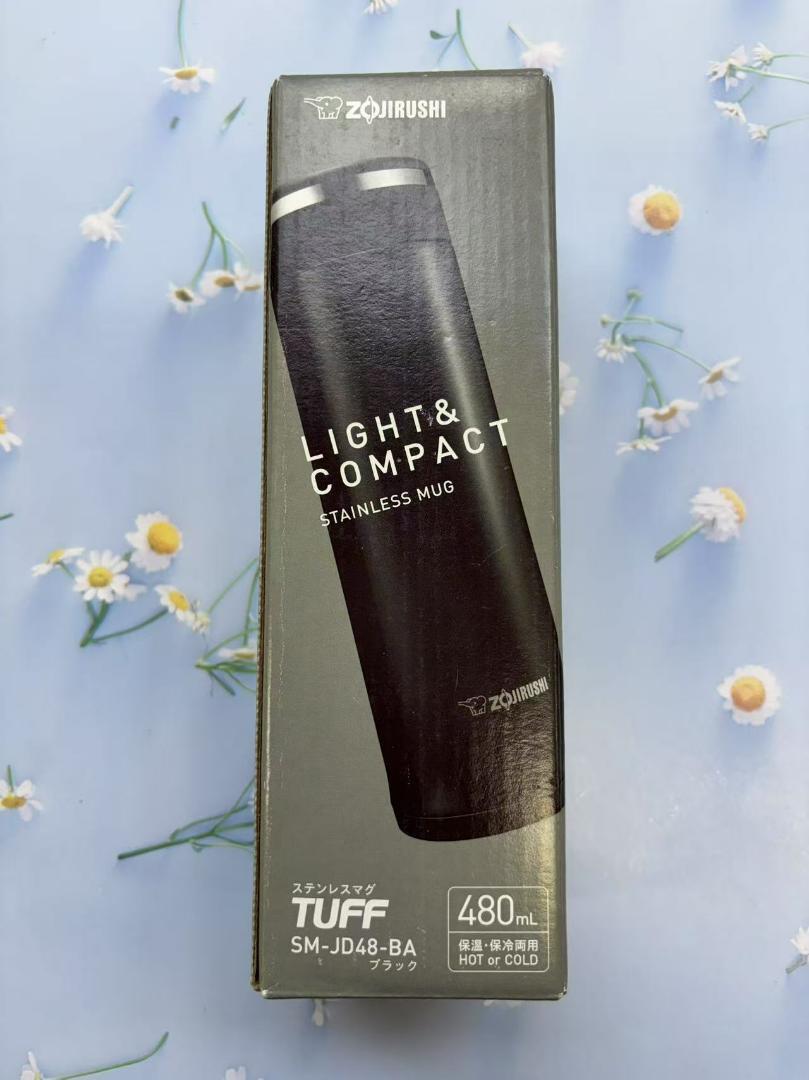 ZOJIRUSHI
LIGHT&
COMPACT
STAINLESS MUG
ZOJIRUSHI
ステンレスマグ
TUFF
SM-JD48-BA
ブラック
480mL
保温・保冷両用
HOT or COLD